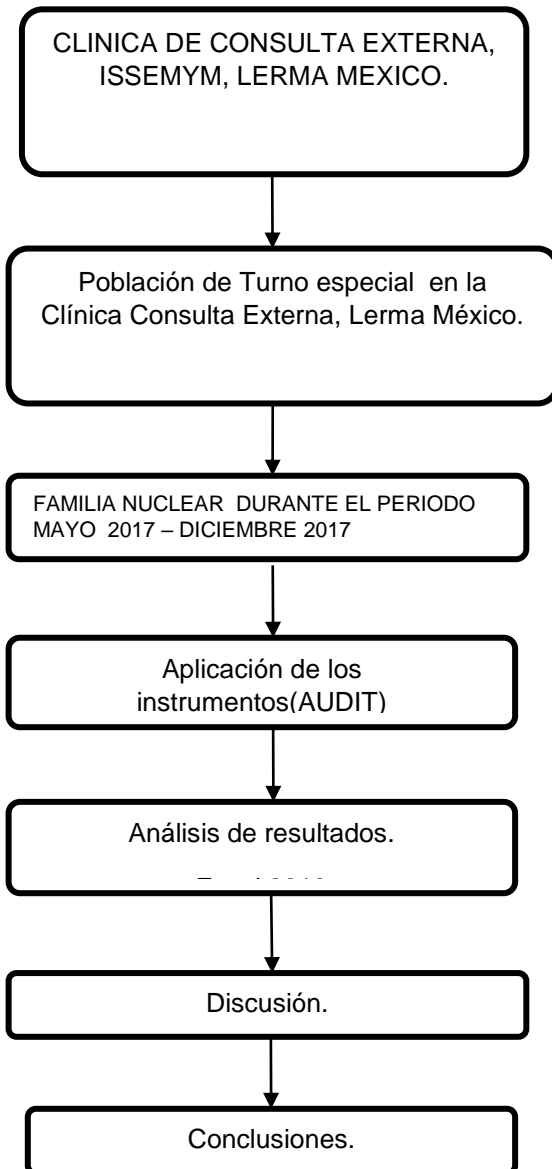 CLINICA DE CONSULTA EXTERNA,
ISSEMYM, LERMA MEXICO.
Población de Turno especial en la
Clínica Consulta Externa, Lerma México.
FAMILIA NUCLEAR DURANTE EL PERIODO
MAYO 2017 – DICIEMBRE 2017
Aplicación de los
instrumentos(AUDIT)
Análisis de resultados.
Discusión.
Conclusiones.